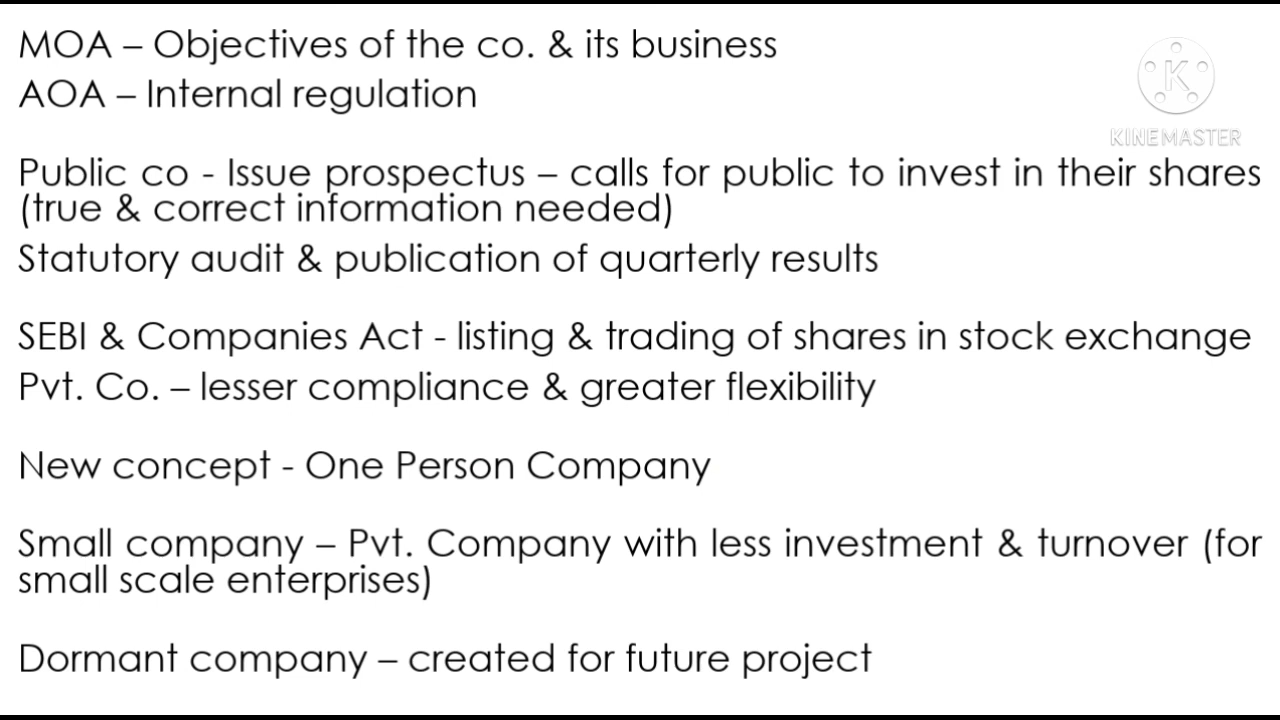 MOA – Objectives of the co. & its business
AOA – Internal regulation
K
KINEMASTER
Public co - Issue prospectus – calls for public to invest in their shares
(true & correct information needed)
Statutory audit & publication of quarterly results
SEBI & Companies Act - listing & trading of shares in stock exchange
Pvt. Co. – lesser compliance & greater flexibility
New concept - One Person Company
Small company – Pvt. Company with less investment & turnover (for
small scale enterprises)
Dormant company – created for future project